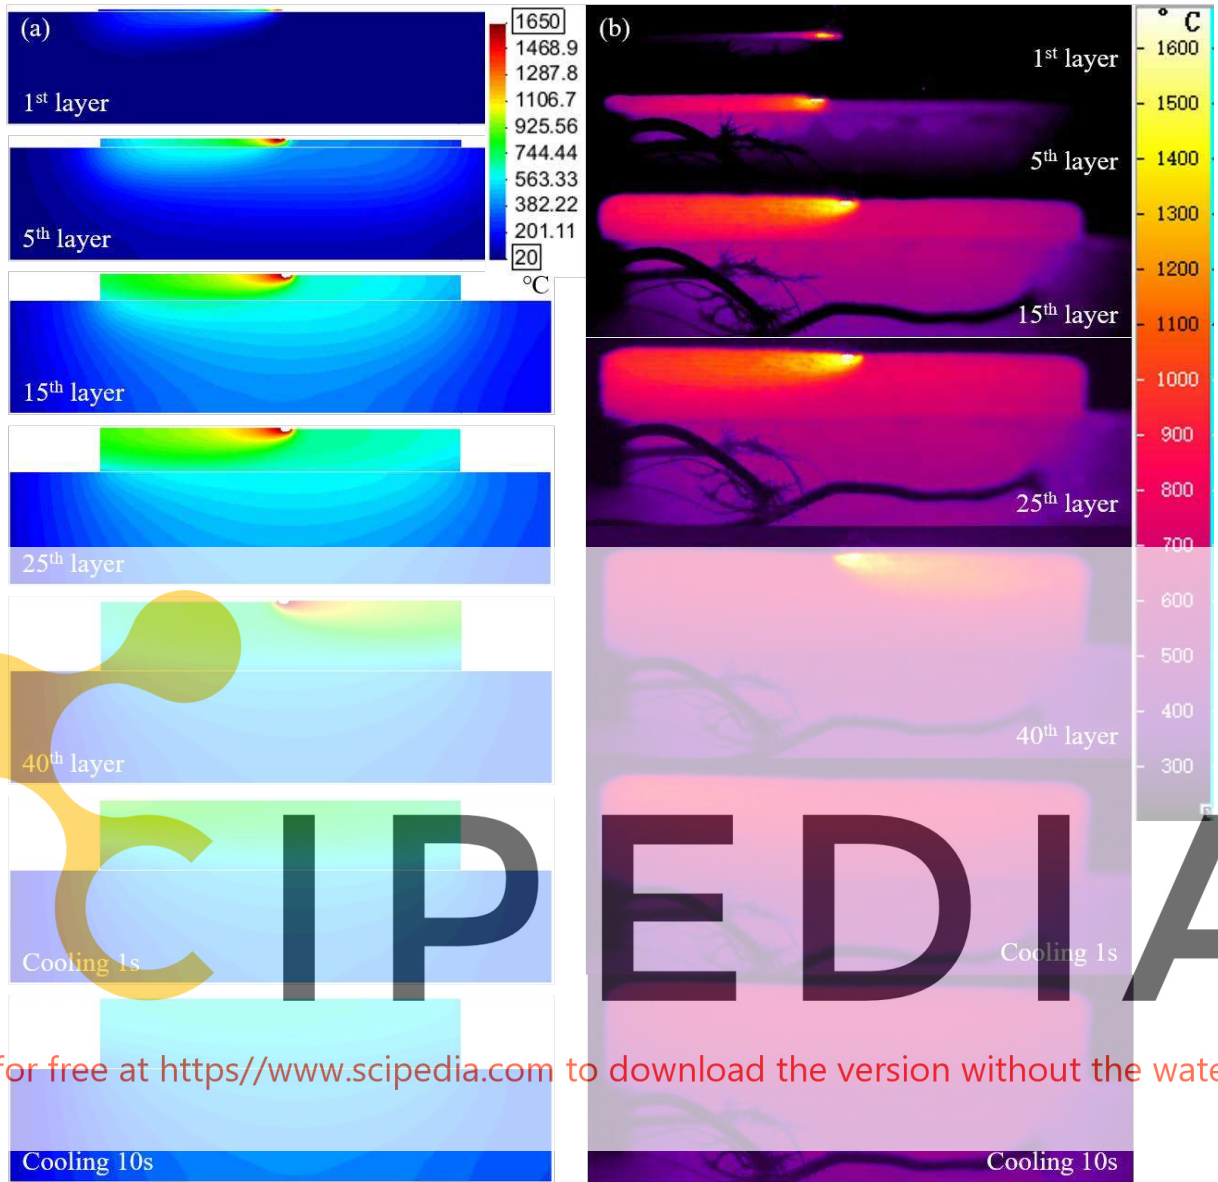 (a)
1650
1468.9
1287.8
1106.7
925.56
744.44
563.33
382.22
201.11
20
°C
1st layer
5th layer
15th layer
25th layer
40th layer
Cooling 1s
Cooling 10s
(b)
1st layer
5th layer
15th layer
25th layer
40th layer
Cooling 1s
Cooling 10s
° C
1600
1500
1400
1300
1200
1100
1000
900
800
700
600
500
400
300
CIPEDIA
for free at https//www.scipedia.com to download the version without the wate